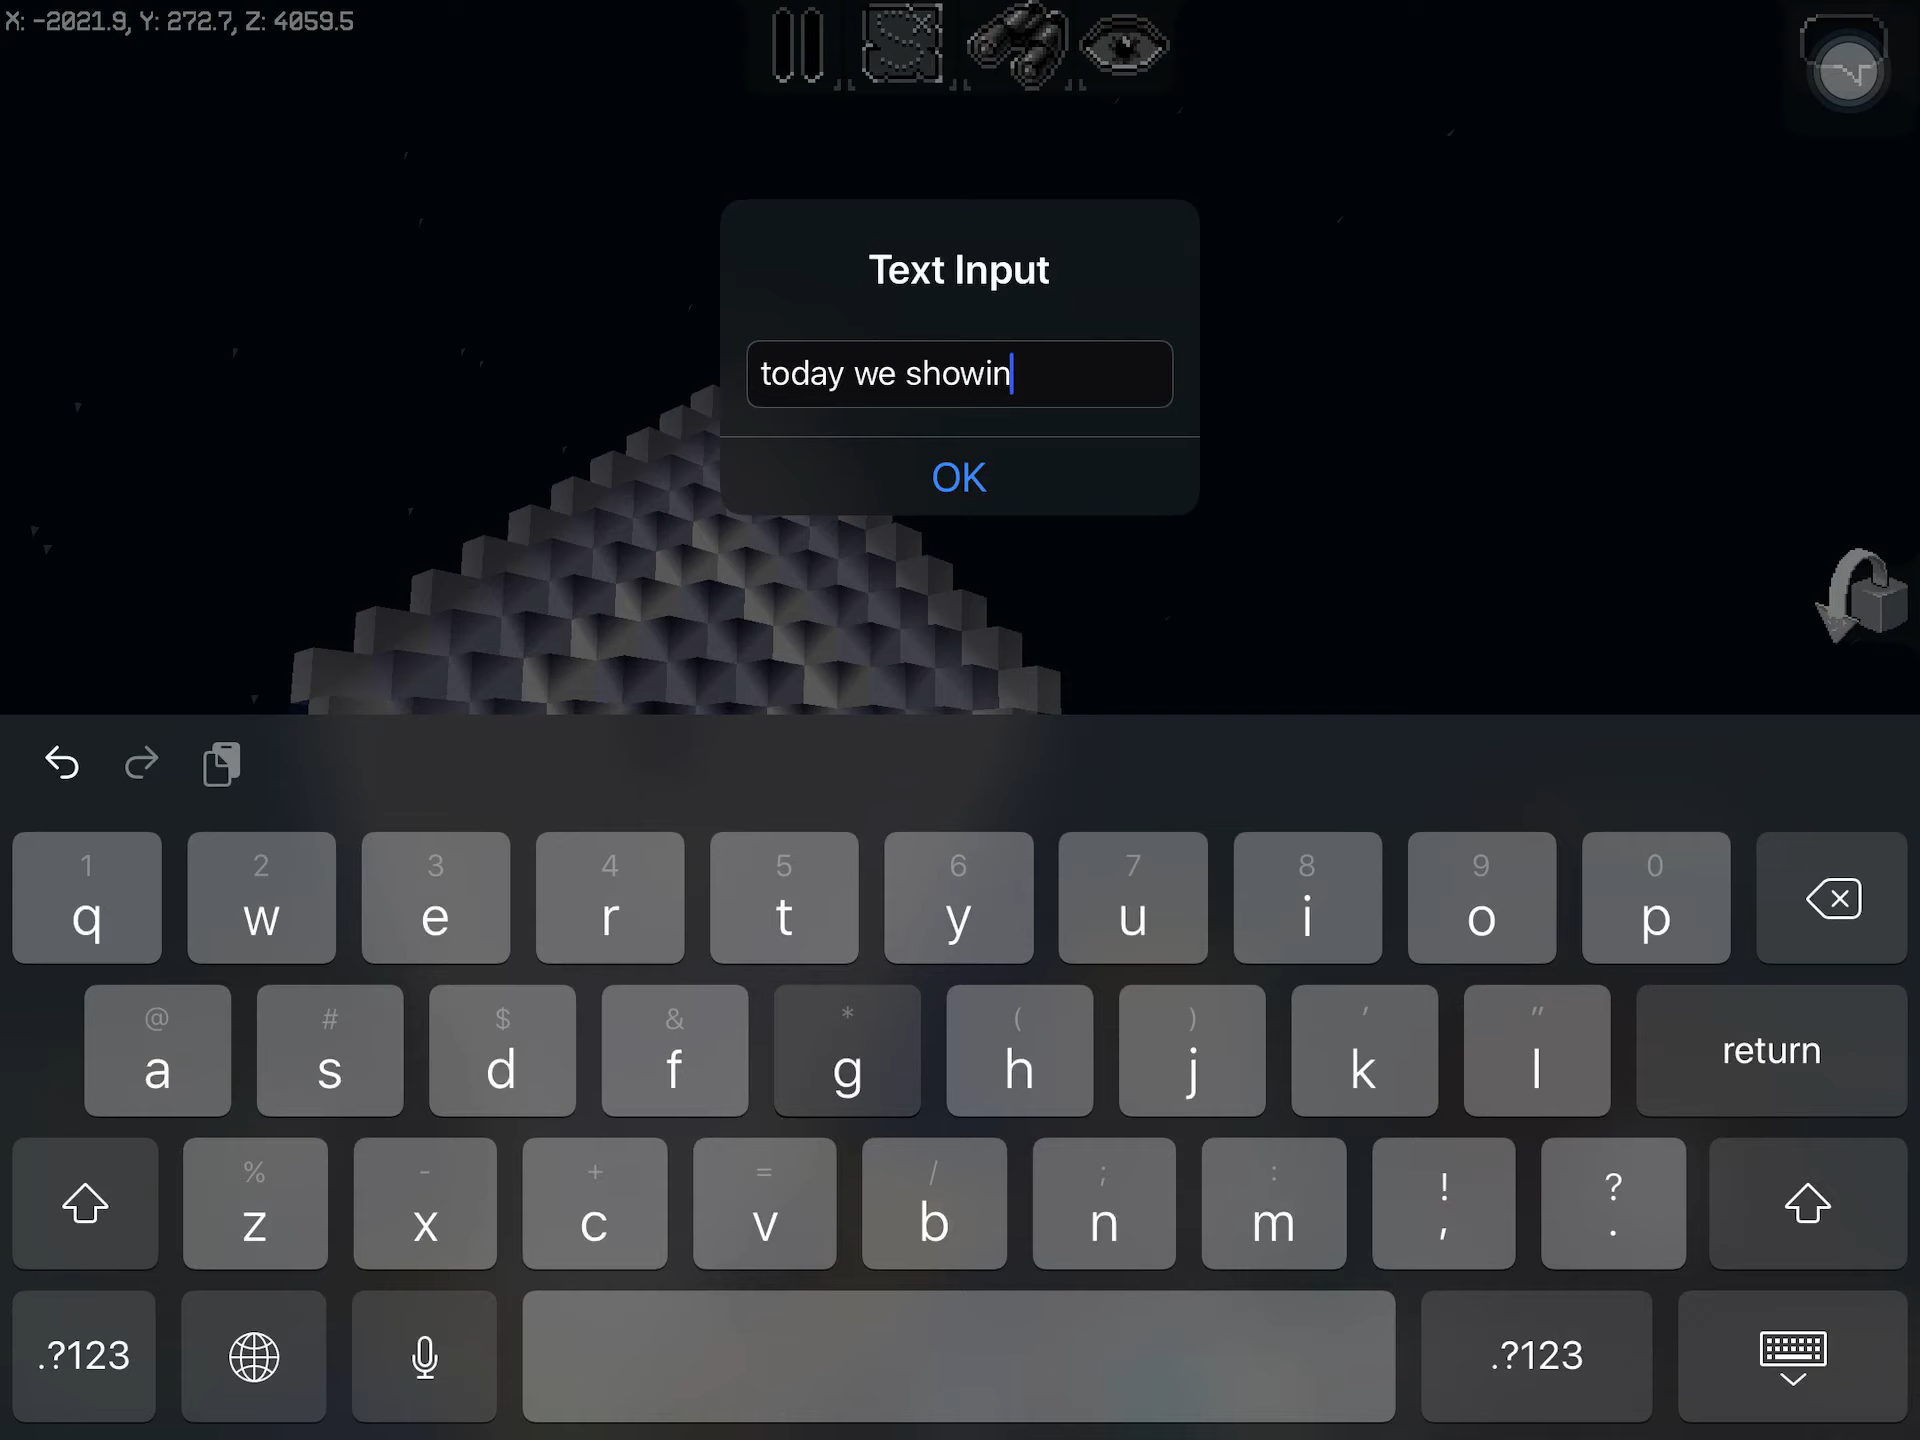 X: -2021.9, Y: 272.7, Z: 4059.5
Text Input
today we showin
OK
1 2 3 4 5 6 7 8 9 0
q w e r t y u i o p
@ # $ & * ( ) ' "
a s d f g h j k l return
% - + = / ; : ! ?
z x c v b n m , .
.?123 .?123